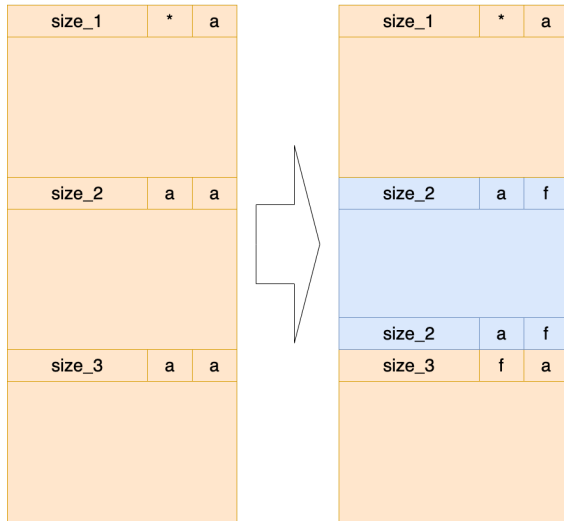 size_1 * a
size_2 a a
size_3 a a
size_1 * a
size_2 a f
size_2 a f
size_3 f a